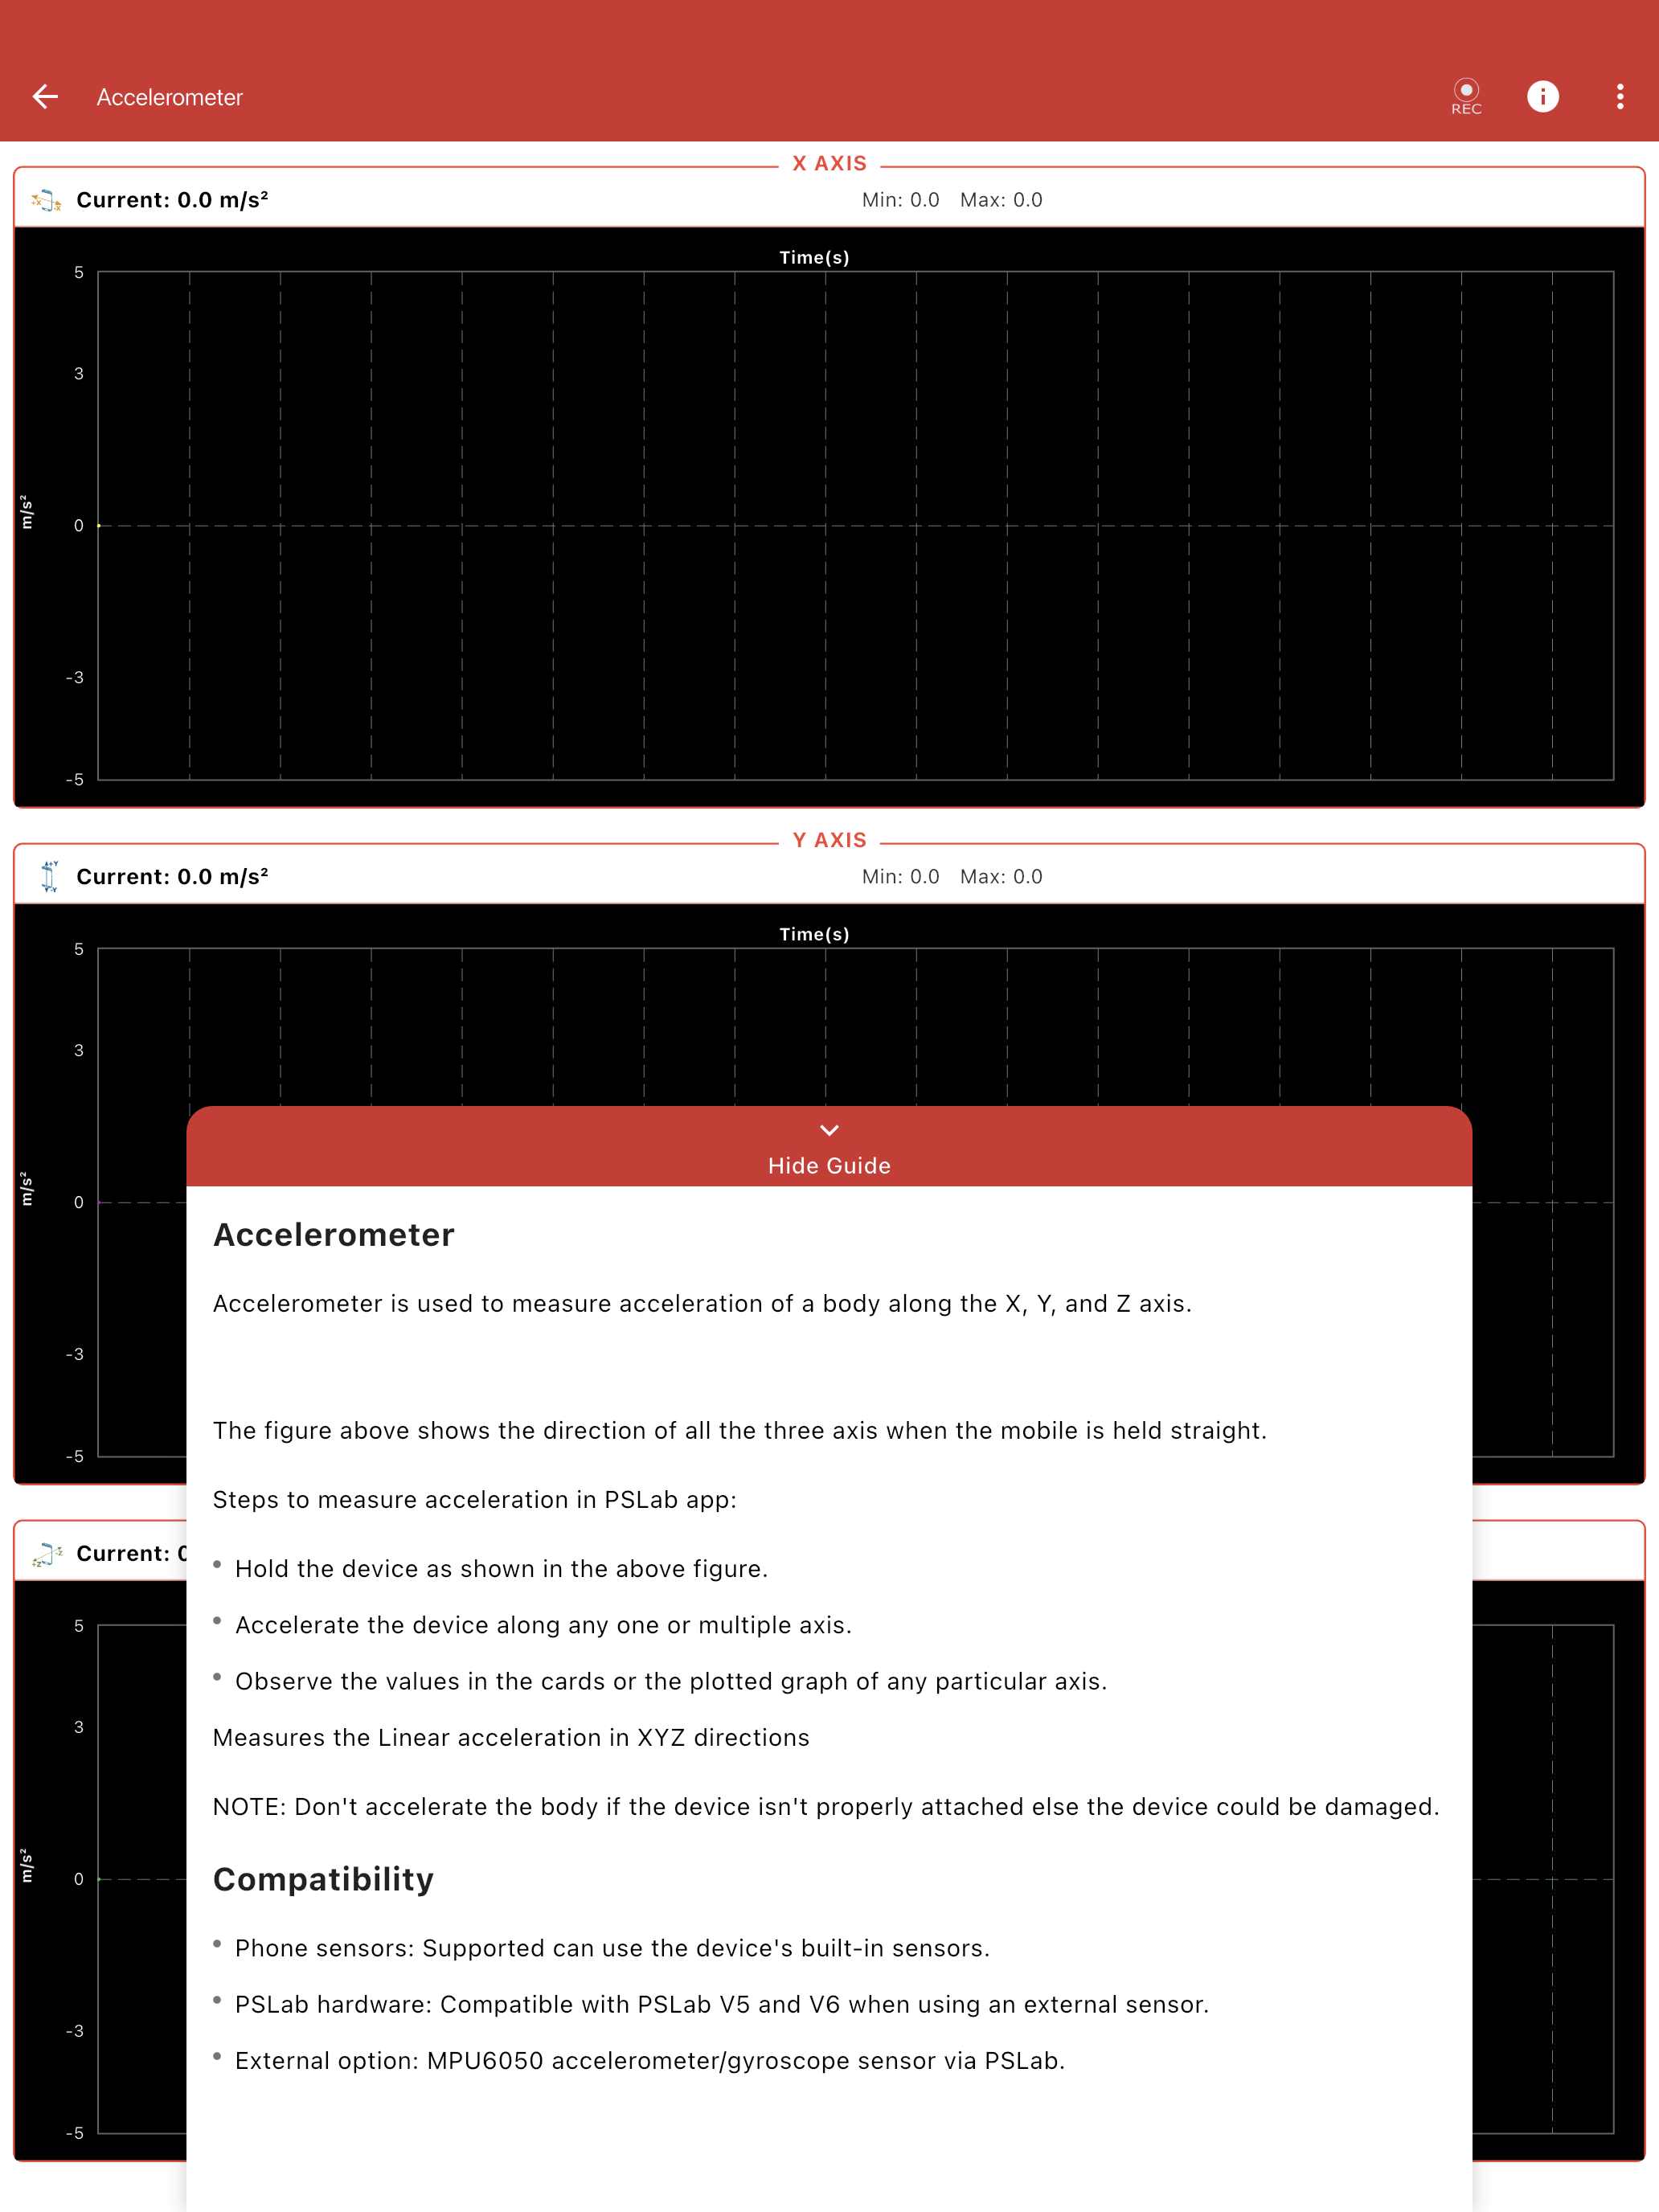 Accelerometer
REC
X AXIS
Current: 0.0 m/s²
Min: 0.0 Max: 0.0
Time(s)
5
3
m/s²
0
-3
-5
Y AXIS
Current: 0.0 m/s²
Min: 0.0 Max: 0.0
Time(s)
5
3
m/s²
0
-3
-5
Current:
5
3
m/s²
0
-3
-5
Hide Guide
Accelerometer
Accelerometer is used to measure acceleration of a body along the X, Y, and Z axis.
The figure above shows the direction of all the three axis when the mobile is held straight.
Steps to measure acceleration in PSLab app:
• Hold the device as shown in the above figure.
• Accelerate the device along any one or multiple axis.
• Observe the values in the cards or the plotted graph of any particular axis.
Measures the Linear acceleration in XYZ directions
NOTE: Don't accelerate the body if the device isn't properly attached else the device could be damaged.
Compatibility
• Phone sensors: Supported can use the device's built-in sensors.
• PSLab hardware: Compatible with PSLab V5 and V6 when using an external sensor.
• External option: MPU6050 accelerometer/gyroscope sensor via PSLab.